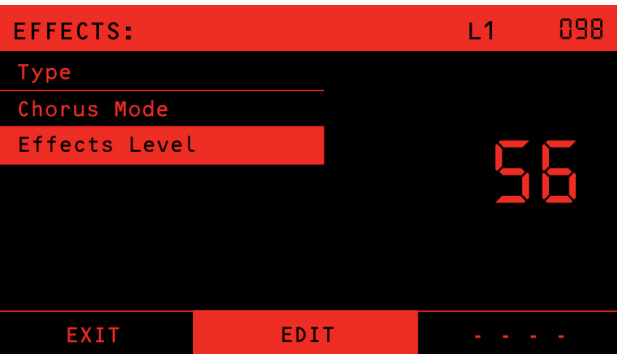 EFFECTS: L1 098
Type
Chorus Mode
Effects Level
56
EXIT EDIT - - - -